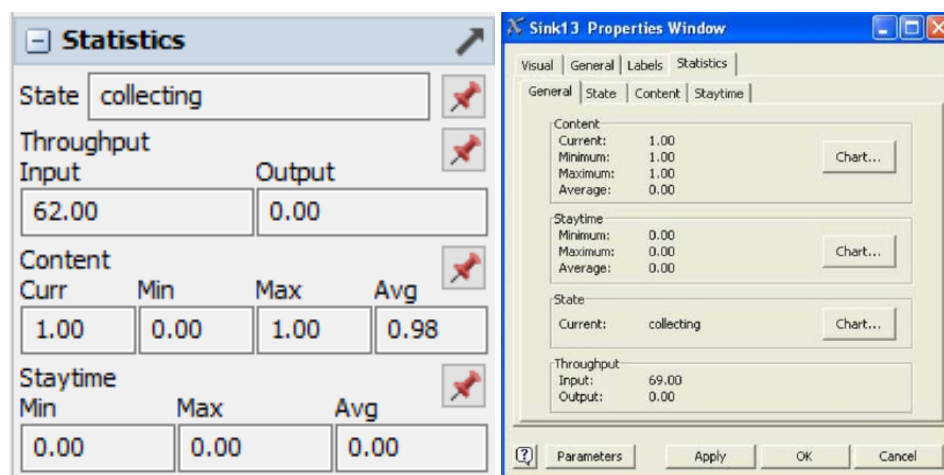 Statistics
State collecting
Throughput
Input Output
62.00 0.00
Content
Curr Min Max Avg
1.00 0.00 1.00 0.98
Staytime
Min Max Avg
0.00 0.00 0.00
Sink13 Properties Window
Visual General Labels Statistics
General State Content Staytime
Content
Current: 1.00
Minimum: 1.00
Maximum: 1.00
Average: 0.00
Chart...
Staytime
Minimum: 0.00
Maximum: 0.00
Average: 0.00
Chart...
State
Current: collecting
Chart...
Throughput
Input: 69.00
Output: 0.00
? Parameters Apply OK Cancel